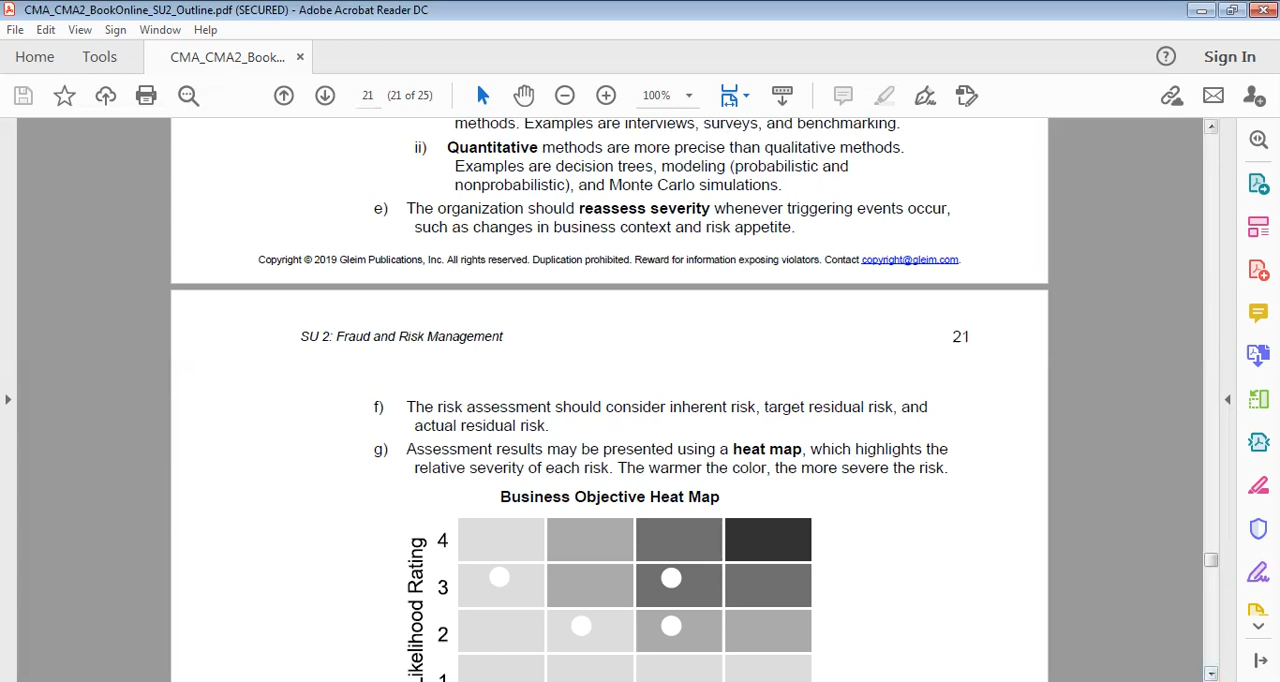 CMA_CMA2_BookOnline_SU2_Outline.pdf (SECURED) - Adobe Acrobat Reader DC
File Edit View Sign Window Help
Home Tools CMA_CMA2_Book... × Sign In
21 (21 of 25) 100%
methods. Examples are interviews, surveys, and benchmarking.
ii) Quantitative methods are more precise than qualitative methods.
Examples are decision trees, modeling (probabilistic and
nonprobabilistic), and Monte Carlo simulations.
e) The organization should reassess severity whenever triggering events occur,
such as changes in business context and risk appetite.
Copyright © 2019 Gleim Publications, Inc. All rights reserved. Duplication prohibited. Reward for information exposing violators. Contact copyright@gleim.com.
SU 2: Fraud and Risk Management 21
f) The risk assessment should consider inherent risk, target residual risk, and
actual residual risk.
g) Assessment results may be presented using a heat map, which highlights the
relative severity of each risk. The warmer the color, the more severe the risk.
Business Objective Heat Map
Likelihood Rating
4
3
2
1